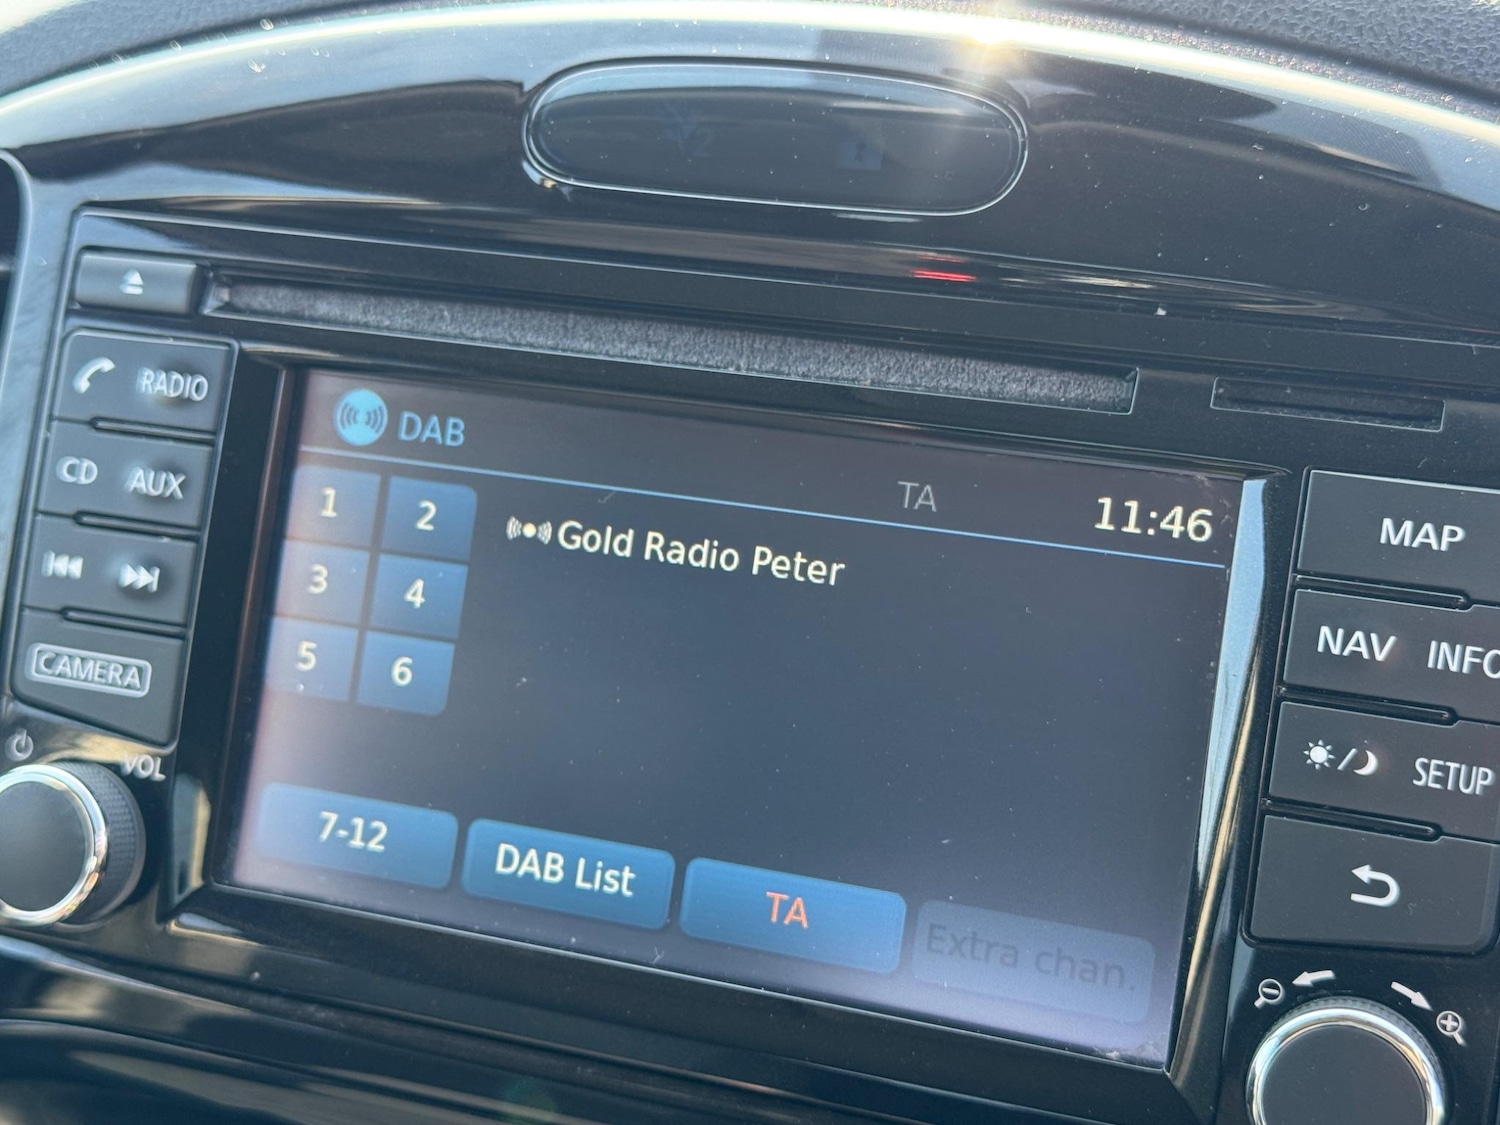 RADIO
CD AUX
CAMERA
VOL
DAB
TA
11:46
1 2
3 4
5 6
Gold Radio Peter
7-12
DAB List
TA
Extra chan.
MAP
NAV INFO
SETUP